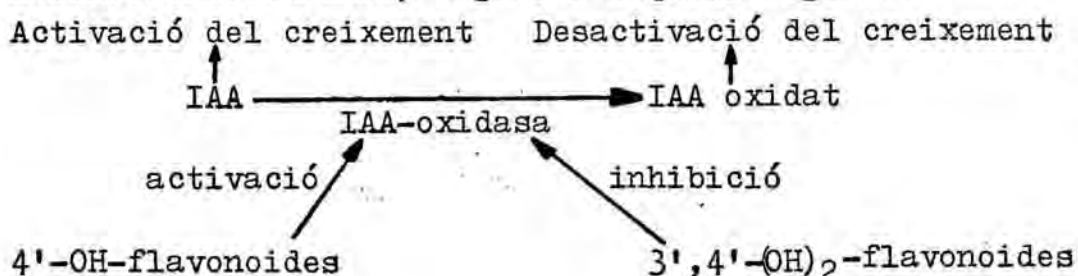 Activació del creixement Desactivació del creixement
IAA IAA oxidat
IAA-oxidasa
activació inhibició
4'-OH-flavonoides 3',4'-(OH)2-flavonoides